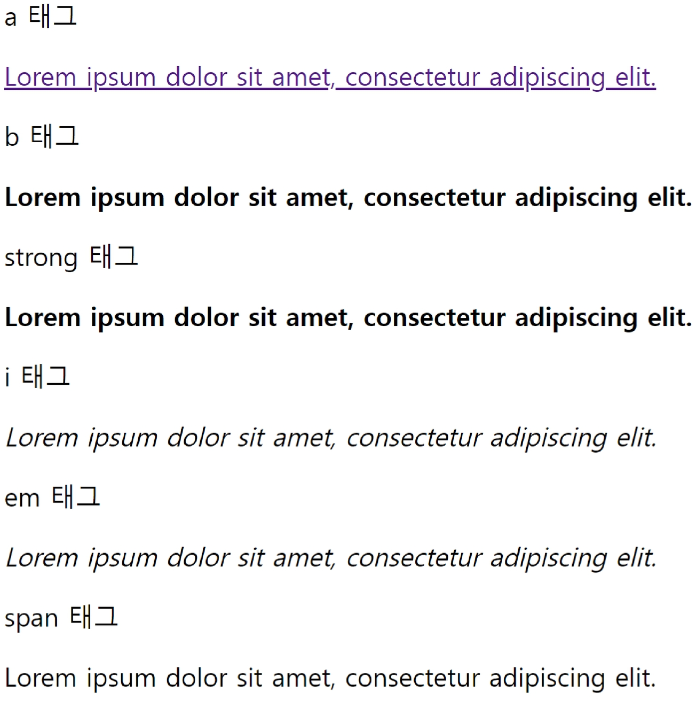 a 태그
Lorem ipsum dolor sit amet, consectetur adipiscing elit.
b 태그
Lorem ipsum dolor sit amet, consectetur adipiscing elit.
strong 태그
Lorem ipsum dolor sit amet, consectetur adipiscing elit.
i 태그
Lorem ipsum dolor sit amet, consectetur adipiscing elit.
em 태그
Lorem ipsum dolor sit amet, consectetur adipiscing elit.
span 태그
Lorem ipsum dolor sit amet, consectetur adipiscing elit.